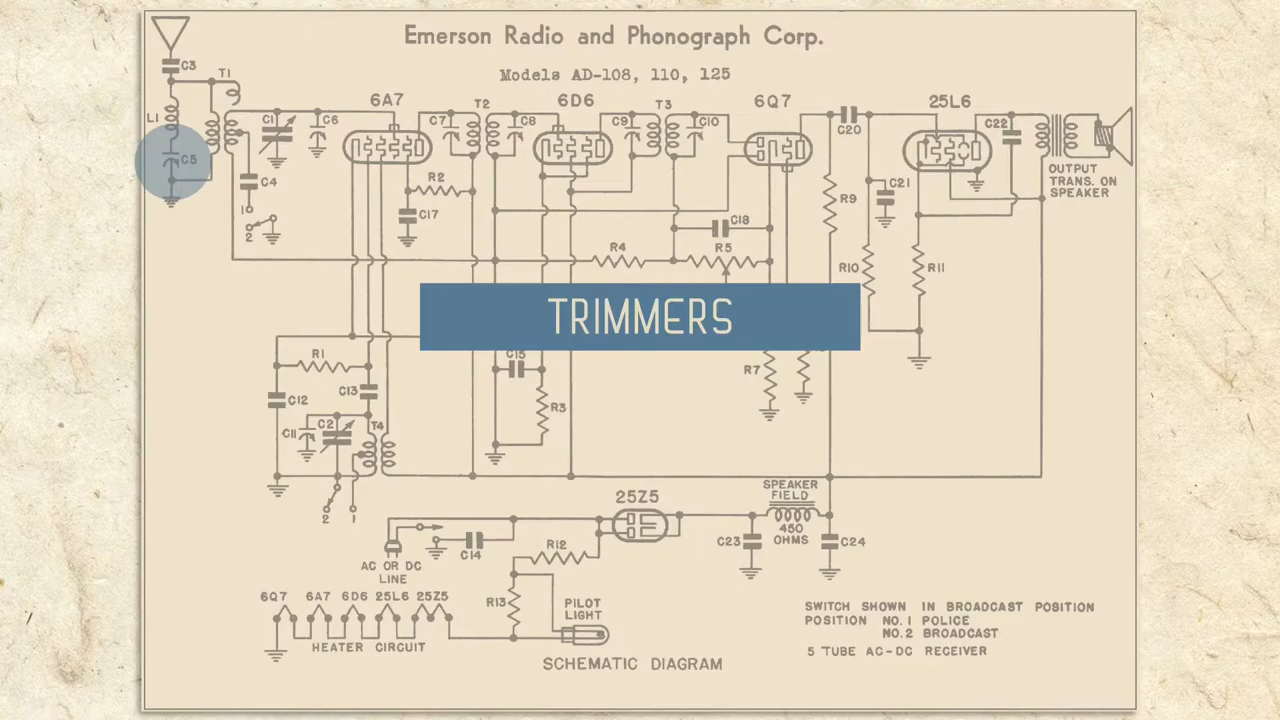 Emerson Radio and Phonograph Corp.
Models AD-108, 110, 125
C3
T1
L1
C5
C1
C6
C4
1
2
6A7
C7
T2
C8
R2
C17
6D6
C9
T3
C10
6Q7
C20
25L6
C22
OUTPUT
TRANS. ON
SPEAKER
C21
R9
C18
R4
R5
R10
R11
TRIMMERS
R1
C13
C12
C15
R3
R7
C11
C2
T4
2
1
25Z5
SPEAKER
FIELD
450
OHMS
C23
C24
C14
R12
AC OR DC
LINE
R13
PILOT
LIGHT
6Q7 6A7 6D6 25L6 25Z5
HEATER CIRCUIT
SCHEMATIC DIAGRAM
SWITCH SHOWN IN BROADCAST POSITION
POSITION NO.1 POLICE
NO.2 BROADCAST
5 TUBE AC-DC RECEIVER